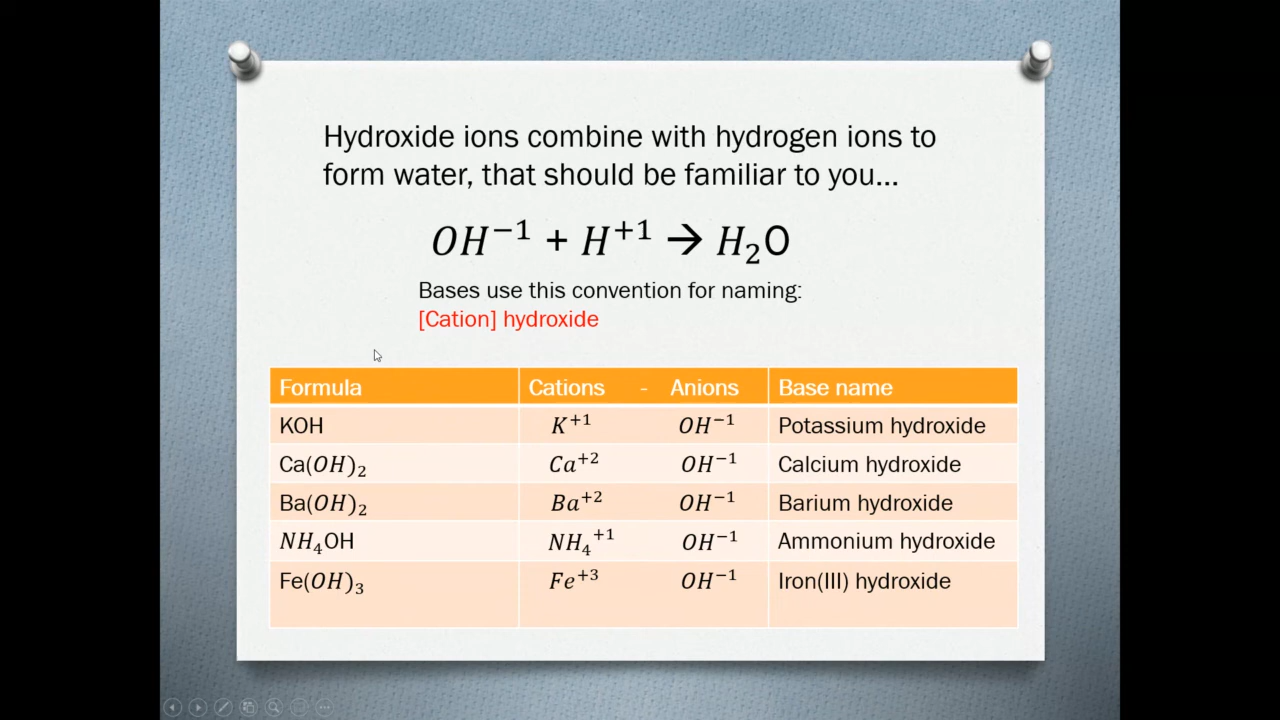 Hydroxide ions combine with hydrogen ions to
form water, that should be familiar to you...
𝑂𝐻⁻¹ + 𝐻⁺¹ → 𝐻₂O
Bases use this convention for naming:
[Cation] hydroxide
Formula Cations - Anions Base name
KOH 𝐾⁺¹ 𝑂𝐻⁻¹ Potassium hydroxide
Ca(𝑂𝐻)₂ 𝐶𝑎⁺² 𝑂𝐻⁻¹ Calcium hydroxide
Ba(𝑂𝐻)₂ 𝐵𝑎⁺² 𝑂𝐻⁻¹ Barium hydroxide
𝑁𝐻₄OH 𝑁𝐻₄⁺¹ 𝑂𝐻⁻¹ Ammonium hydroxide
Fe(𝑂𝐻)₃ 𝐹𝑒⁺³ 𝑂𝐻⁻¹ Iron(III) hydroxide